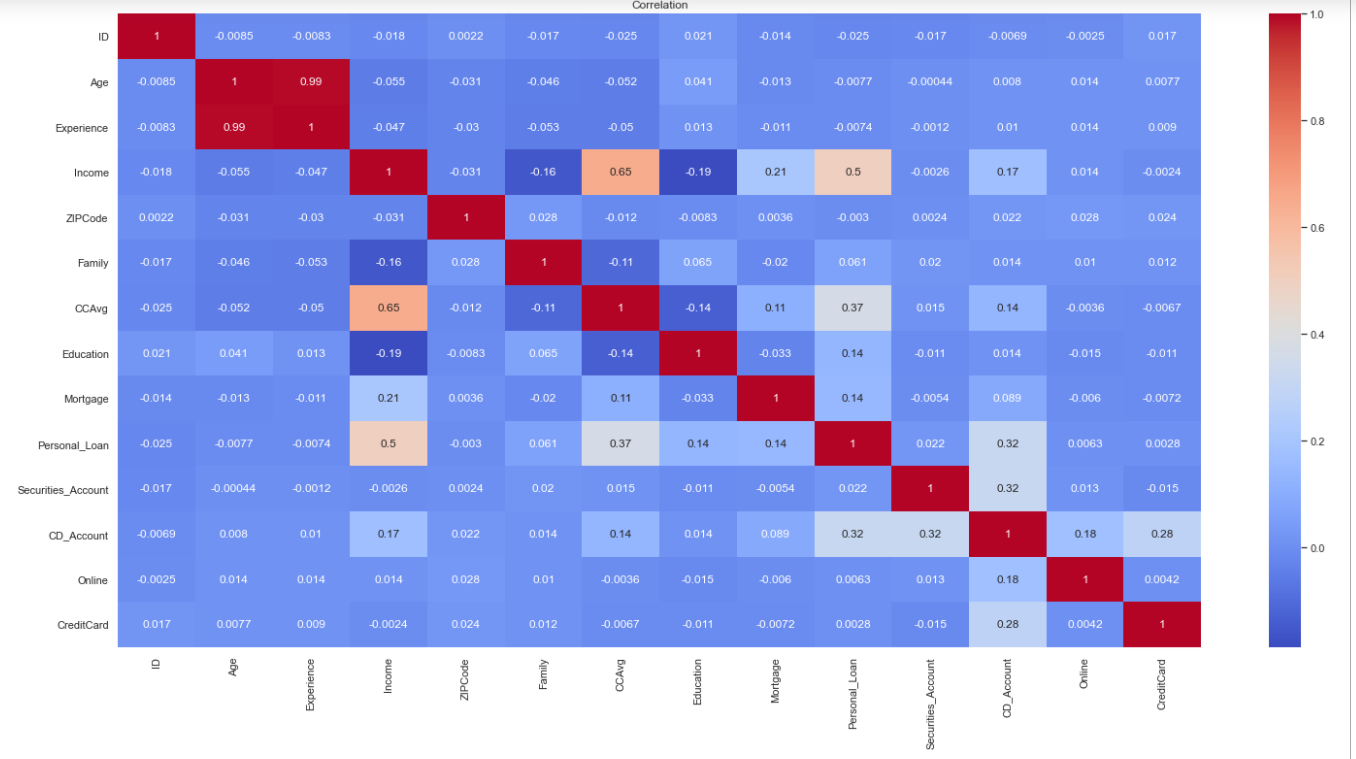 Correlation
ID 1 -0.0085 -0.0083 -0.018 0.0022 -0.017 -0.025 0.021 -0.014 -0.025 -0.017 -0.0069 -0.0025 0.017
Age -0.0085 1 0.99 -0.055 -0.031 -0.046 -0.052 0.041 -0.013 -0.0077 -0.00044 0.008 0.014 0.0077
Experience -0.0083 0.99 1 -0.047 -0.03 -0.053 -0.05 0.013 -0.011 -0.0074 -0.0012 0.01 0.014 0.009
Income -0.018 -0.055 -0.047 1 -0.031 -0.16 0.65 -0.19 0.21 0.5 -0.0026 0.17 0.014 -0.0024
ZIPCode 0.0022 -0.031 -0.03 -0.031 1 0.028 -0.012 -0.0083 0.0036 -0.003 0.0024 0.022 0.028 0.024
Family -0.017 -0.046 -0.053 -0.16 0.028 1 -0.11 0.065 -0.02 0.061 0.02 0.014 0.01 0.012
CCAvg -0.025 -0.052 -0.05 0.65 -0.012 -0.11 1 -0.14 0.11 0.37 0.015 0.14 -0.0036 -0.0067
Education 0.021 0.041 0.013 -0.19 -0.0083 0.065 -0.14 1 -0.033 0.14 -0.011 0.014 -0.015 -0.011
Mortgage -0.014 -0.013 -0.011 0.21 0.0036 -0.02 0.11 -0.033 1 0.14 -0.0054 0.089 -0.006 -0.0072
Personal_Loan -0.025 -0.0077 -0.0074 0.5 -0.003 0.061 0.37 0.14 0.14 1 0.022 0.32 0.0063 0.0028
Securities_Account -0.017 -0.00044 -0.0012 -0.0026 0.0024 0.02 0.015 -0.011 -0.0054 0.022 1 0.32 0.013 -0.015
CD_Account -0.0069 0.008 0.01 0.17 0.022 0.014 0.14 0.014 0.089 0.32 0.32 1 0.18 0.28
Online -0.0025 0.014 0.014 0.014 0.028 0.01 -0.0036 -0.015 -0.006 0.0063 0.013 0.18 1 0.0042
CreditCard 0.017 0.0077 0.009 -0.0024 0.024 0.012 -0.0067 -0.011 -0.0072 0.0028 -0.015 0.28 0.0042 1
ID Age Experience Income ZIPCode Family CCAvg Education Mortgage Personal_Loan Securities_Account CD_Account Online CreditCard
1.0
0.8
0.6
0.4
0.2
0.0